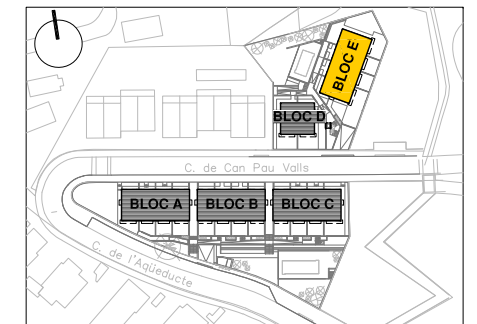 BLOC E
BLOC D
C. de Can Pau Valls
BLOC A
BLOC B
BLOC C
C. de l'Aqüeducte